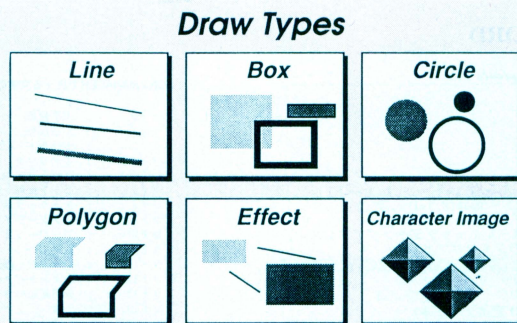 Draw Types
Line
Box
Circle
Polygon
Effect
Character Image